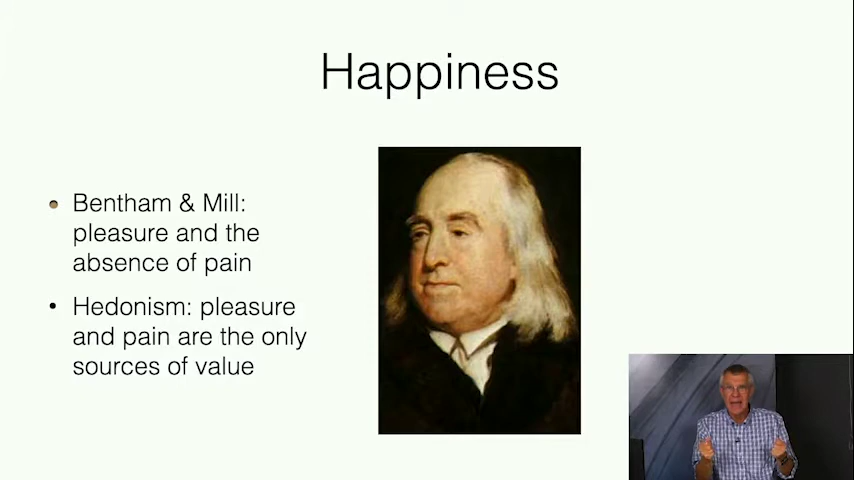 Happiness
Bentham & Mill:
pleasure and the
absence of pain
Hedonism: pleasure
and pain are the only
sources of value